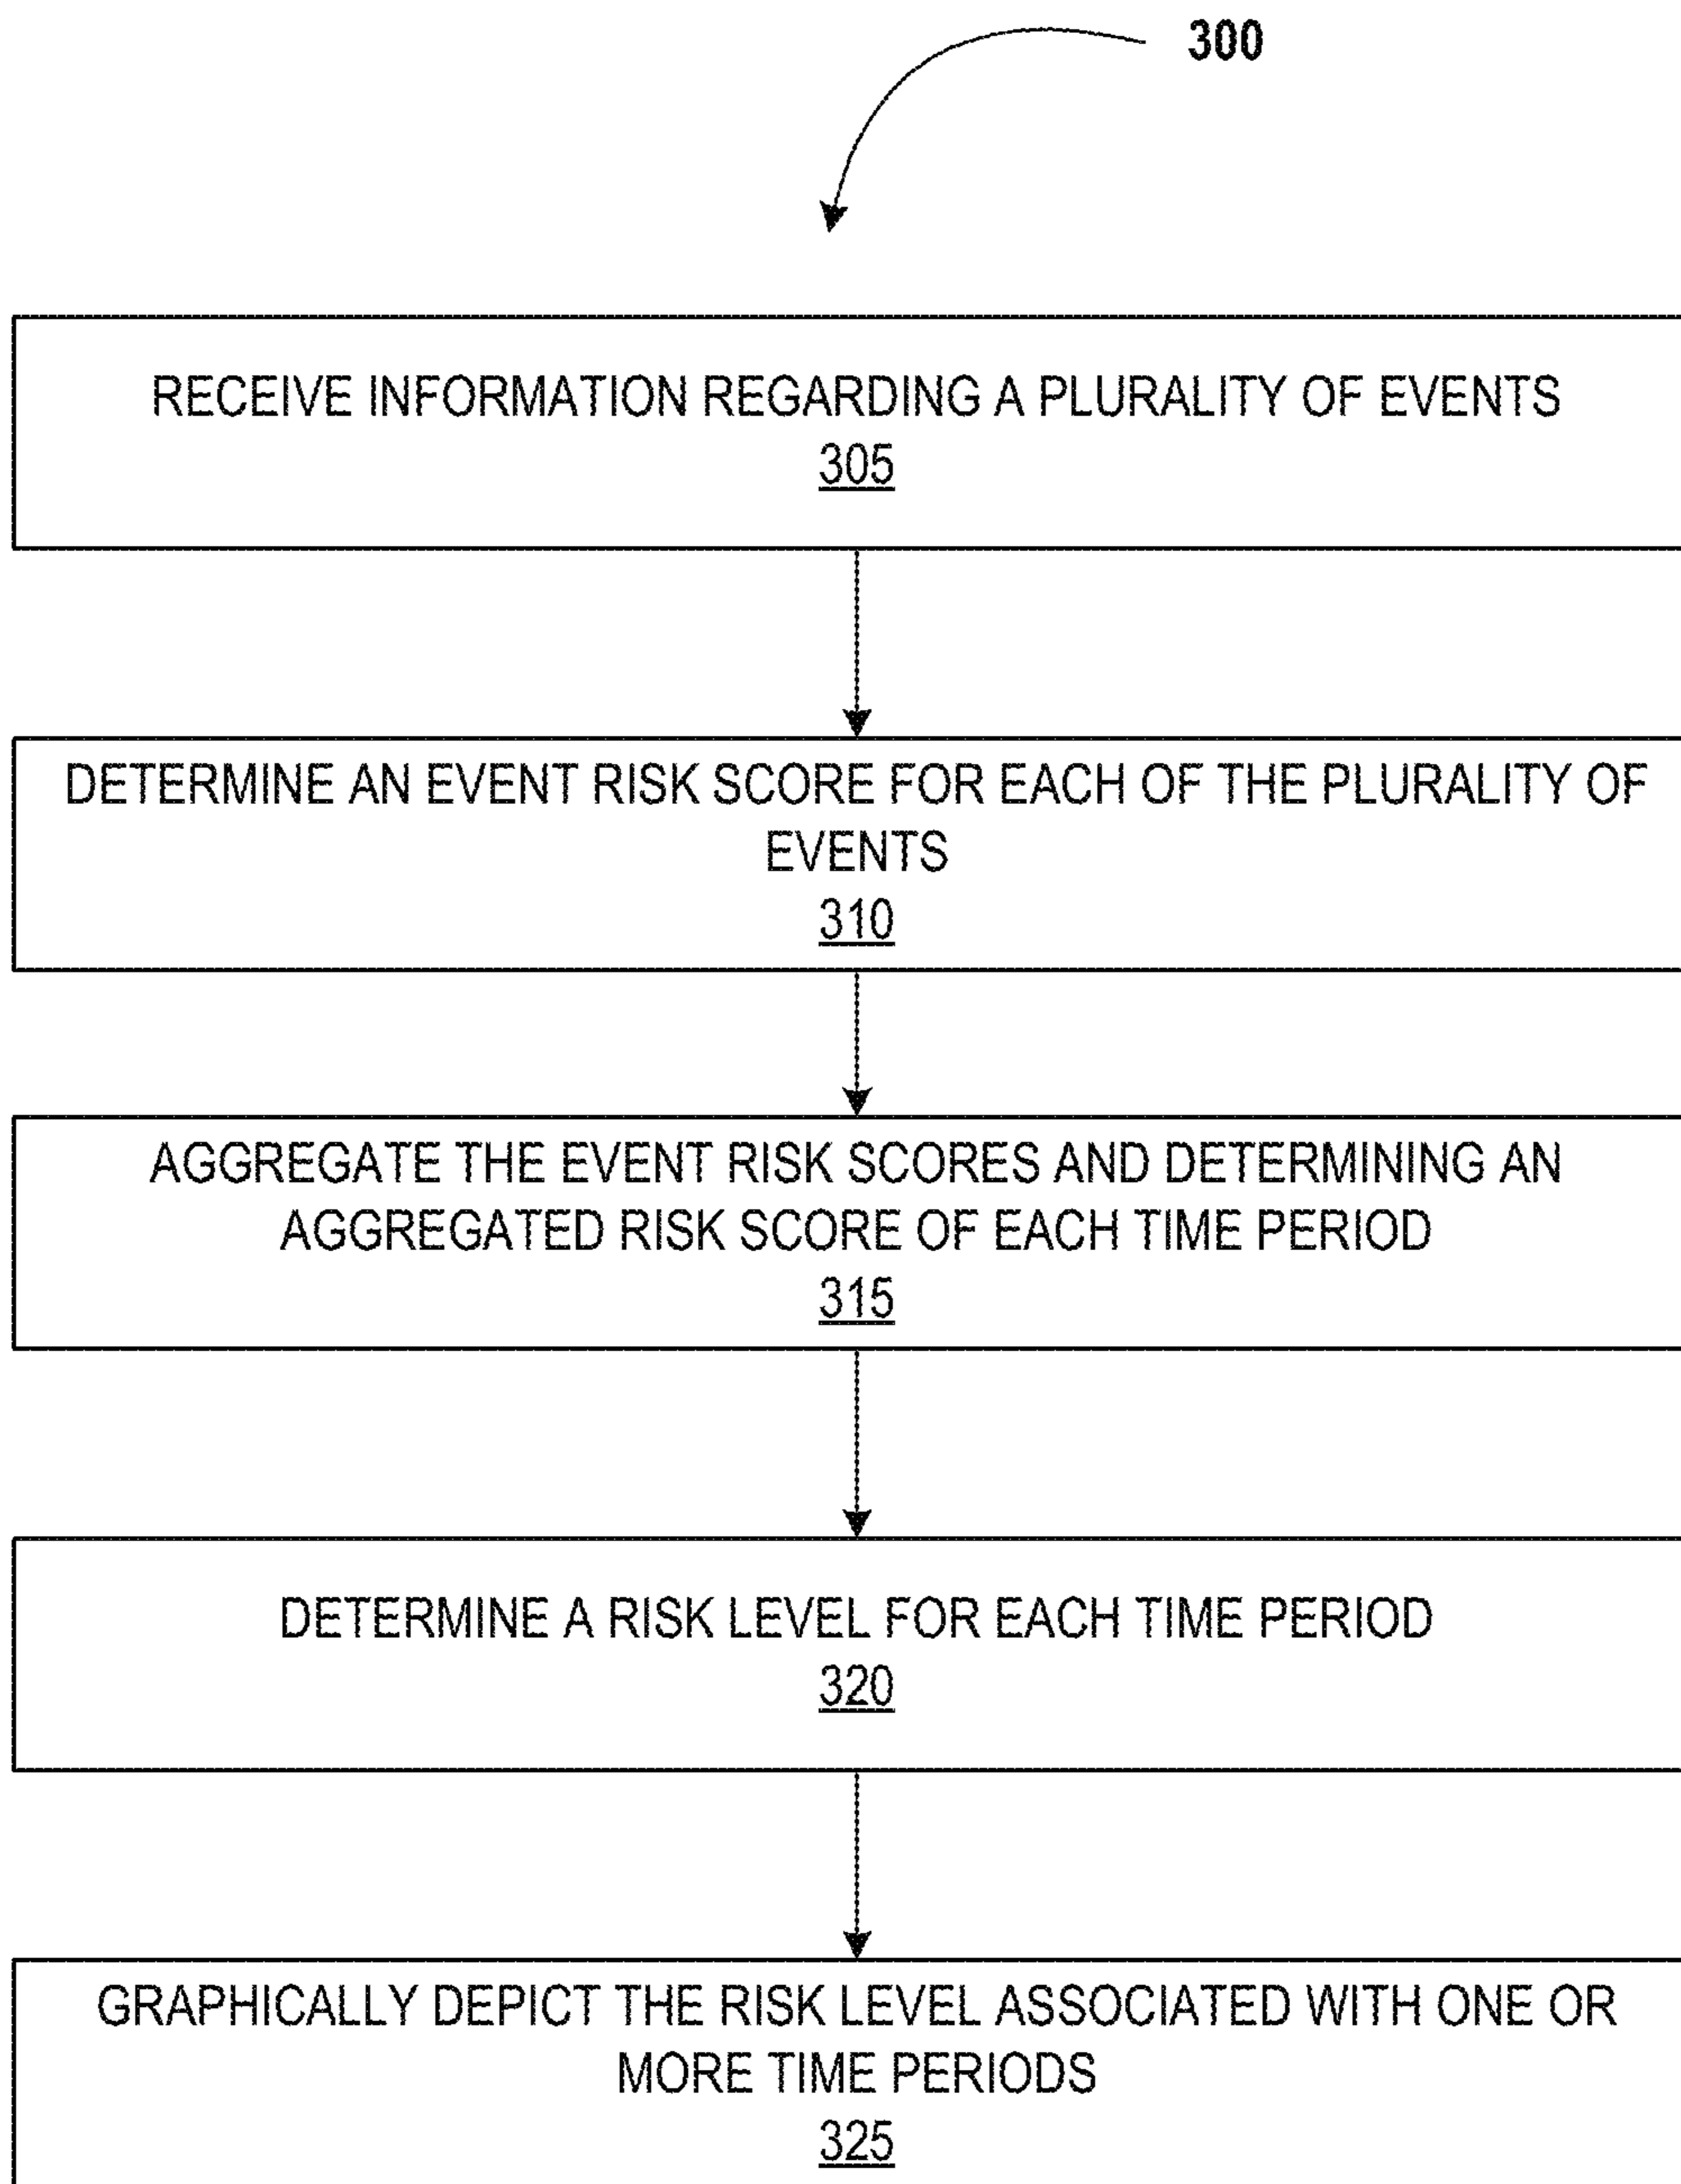 300
RECEIVE INFORMATION REGARDING A PLURALITY OF EVENTS
305
DETERMINE AN EVENT RISK SCORE FOR EACH OF THE PLURALITY OF
EVENTS
310
AGGREGATE THE EVENT RISK SCORES AND DETERMINING AN
AGGREGATED RISK SCORE OF EACH TIME PERIOD
315
DETERMINE A RISK LEVEL FOR EACH TIME PERIOD
320
GRAPHICALLY DEPICT THE RISK LEVEL ASSOCIATED WITH ONE OR
MORE TIME PERIODS
325